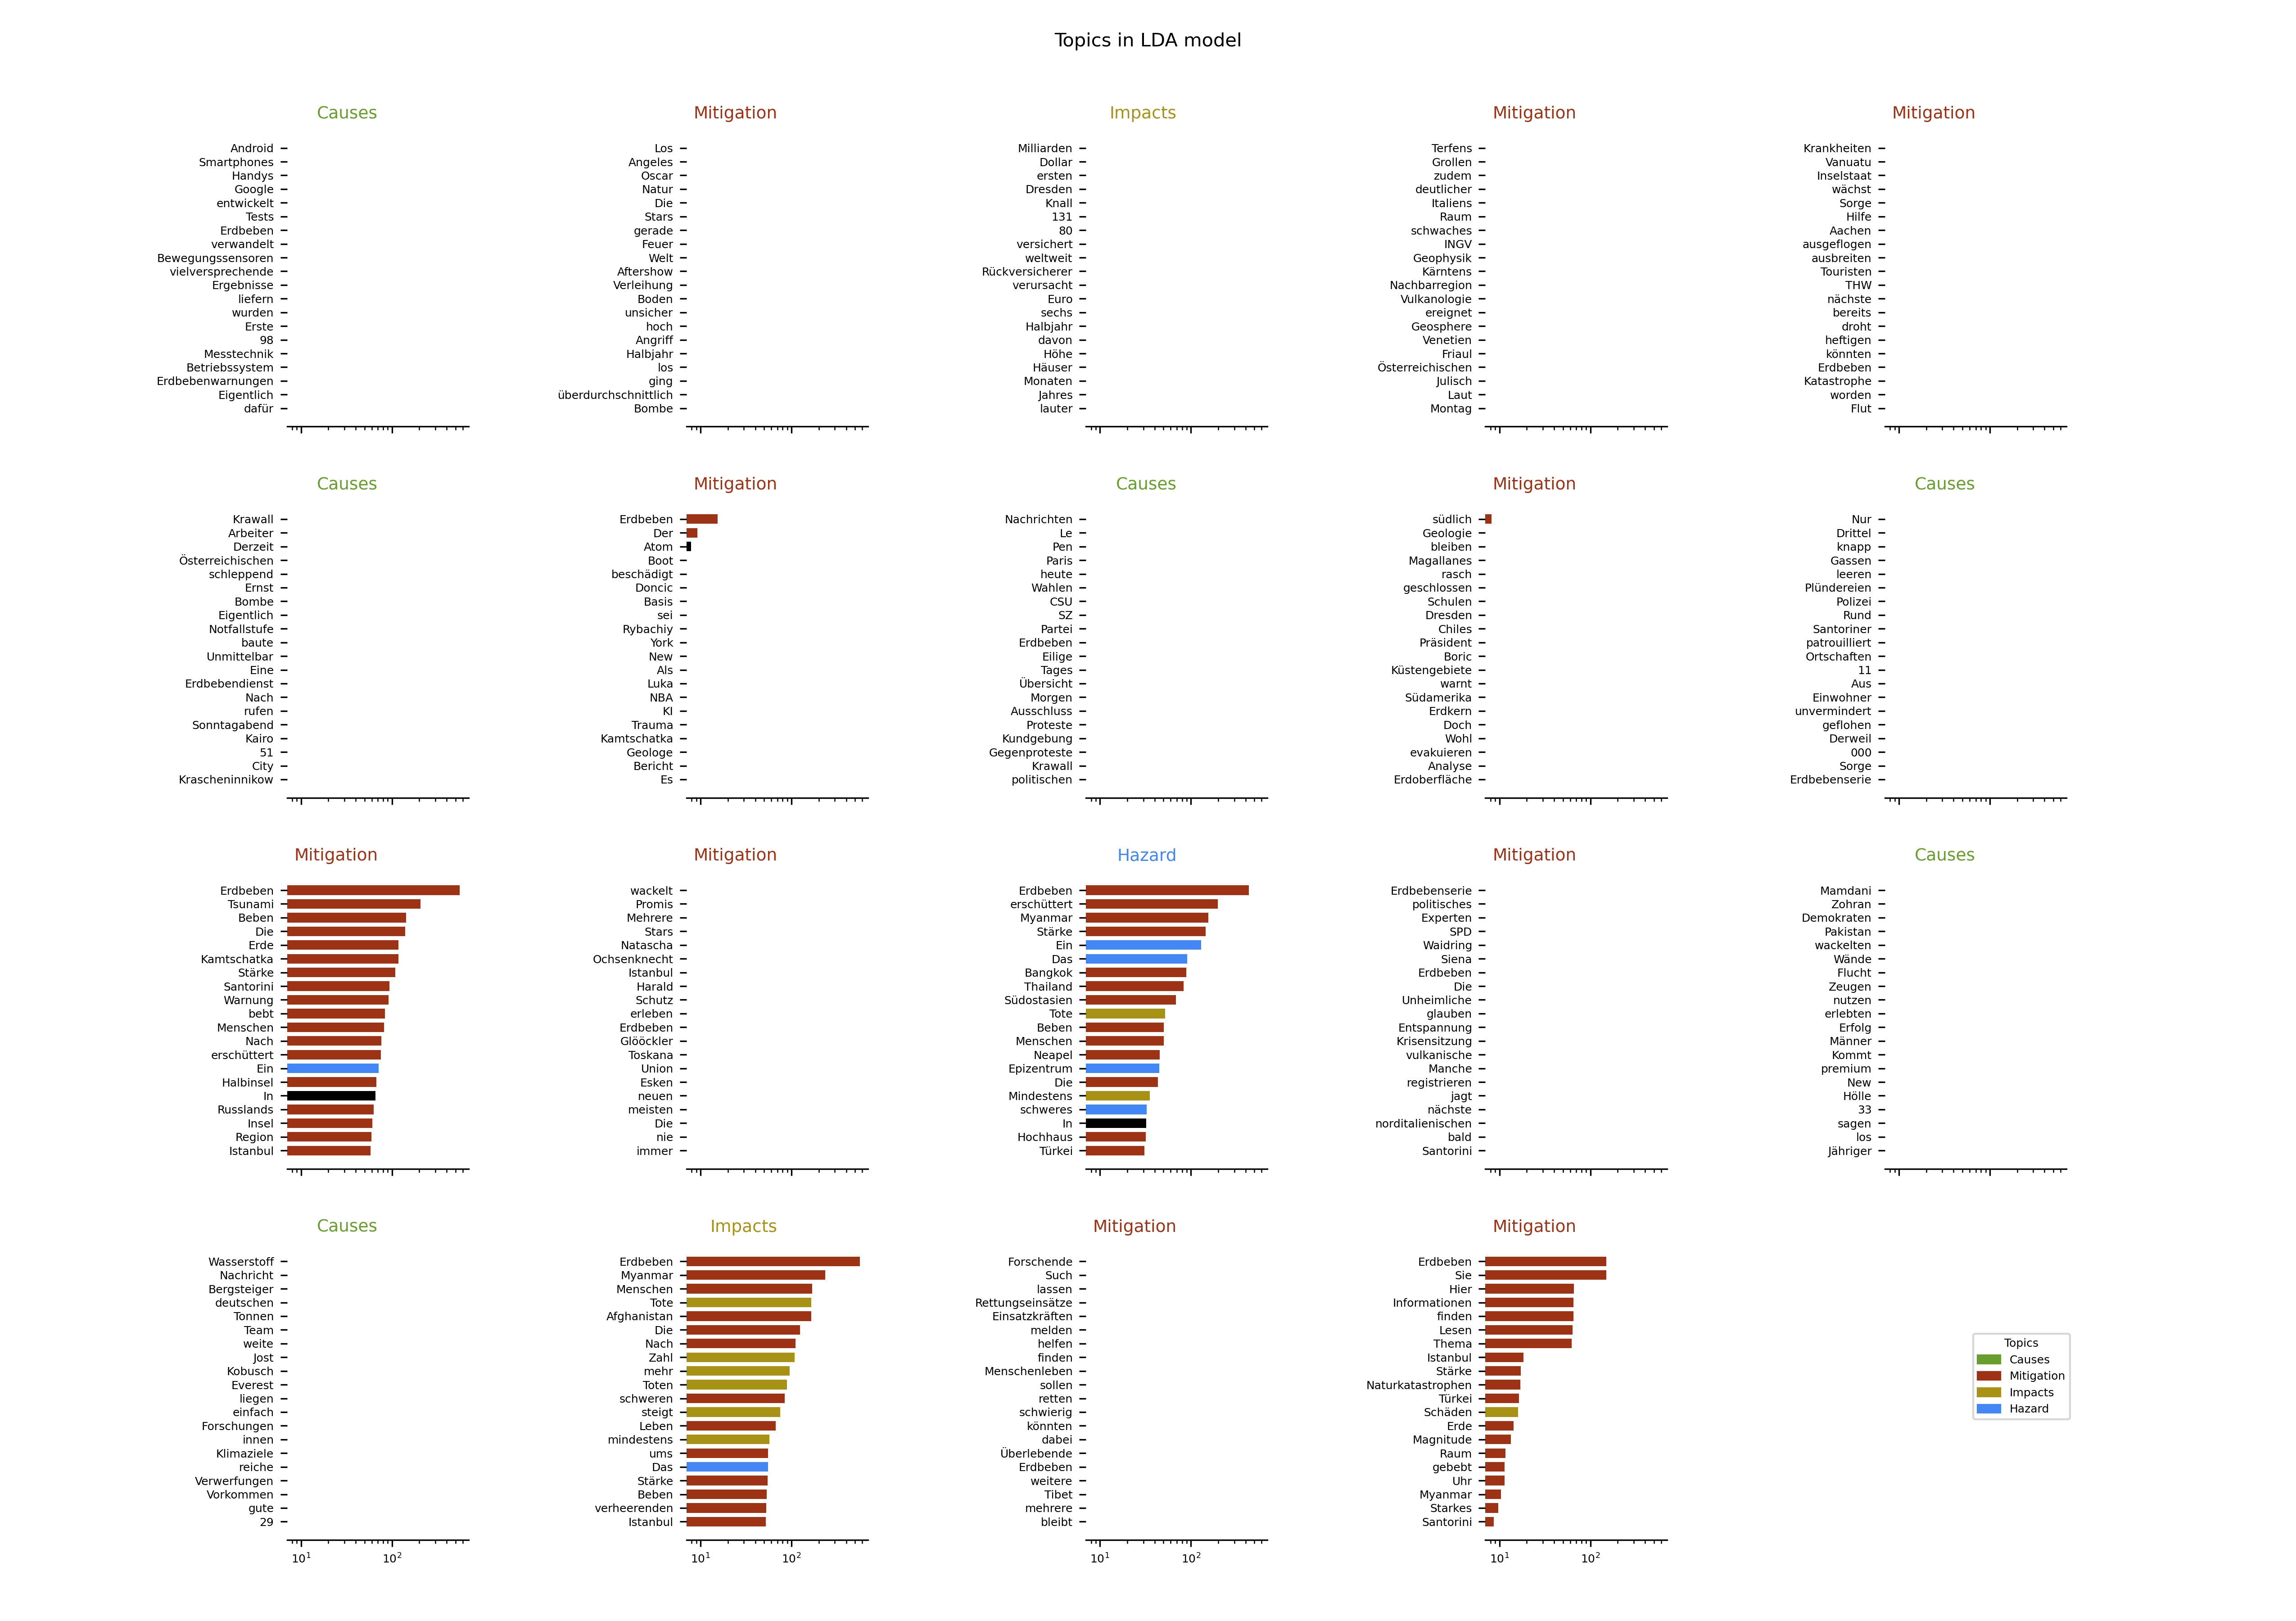 Topics in LDA model
Causes
Android
Smartphones
Handys
Google
entwickelt
Tests
Erdbeben
verwandelt
Bewegungssensoren
vielversprechende
Ergebnisse
liefern
wurden
Erste
98
Messtechnik
Betriebssystem
Erdbebenwarnungen
Eigentlich
dafür
Mitigation
Los
Angeles
Oscar
Natur
Die
Stars
gerade
Feuer
Welt
Aftershow
Verleihung
Boden
unsicher
hoch
Angriff
Halbjahr
los
ging
überdurchschnittlich
Bombe
Impacts
Milliarden
Dollar
ersten
Dresden
Knall
131
80
versichert
weltweit
Rückversicherer
verursacht
Euro
sechs
Halbjahr
davon
Höhe
Häuser
Monaten
Jahres
lauter
Mitigation
Terfens
Grollen
zudem
deutlicher
Italiens
Raum
schwaches
INGV
Geophysik
Kärntens
Nachbarregion
Vulkanologie
ereignet
Geosphere
Venetien
Friaul
Österreichischen
Julisch
Laut
Montag
Mitigation
Krankheiten
Vanuatu
Inselstaat
wächst
Sorge
Hilfe
Aachen
ausgeflogen
ausbreiten
Touristen
THW
nächste
bereits
droht
heftigen
könnten
Erdbeben
Katastrophe
worden
Flut
Causes
Krawall
Arbeiter
Derzeit
Österreichischen
schleppend
Ernst
Bombe
Eigentlich
Notfallstufe
baute
Unmittelbar
Eine
Erdbebendienst
Nach
rufen
Sonntagabend
Kairo
51
City
Krascheninnikow
Mitigation
Erdbeben
Der
Atom
Boot
beschädigt
Doncic
Basis
sei
Rybachiy
York
New
Als
Luka
NBA
KI
Trauma
Kamtschatka
Geologe
Bericht
Es
Causes
Nachrichten
Le
Pen
Paris
heute
Wahlen
CSU
SZ
Partei
Erdbeben
Eilige
Tages
Übersicht
Morgen
Ausschluss
Proteste
Kundgebung
Gegenproteste
Krawall
politischen
Mitigation
südlich
Geologie
bleiben
Magallanes
rasch
geschlossen
Schulen
Dresden
Chiles
Präsident
Boric
Küstengebiete
warnt
Südamerika
Erdkern
Doch
Wohl
evakuieren
Analyse
Erdoberfläche
Causes
Nur
Drittel
knapp
Gassen
leeren
Plündereien
Polizei
Rund
Santoriner
patrouilliert
Ortschaften
11
Aus
Einwohner
unvermindert
geflohen
Derweil
000
Sorge
Erdbebenserie
Mitigation
Erdbeben
Tsunami
Beben
Die
Erde
Kamtschatka
Stärke
Santorini
Warnung
bebt
Menschen
Nach
erschüttert
Ein
Halbinsel
In
Russlands
Insel
Region
Istanbul
Mitigation
wackelt
Promis
Mehrere
Stars
Natascha
Ochsenknecht
Istanbul
Harald
Schutz
erleben
Erdbeben
Glööckler
Toskana
Union
Esken
neuen
meisten
Die
nie
immer
Hazard
Erdbeben
erschüttert
Myanmar
Stärke
Ein
Das
Bangkok
Thailand
Südostasien
Tote
Beben
Menschen
Neapel
Epizentrum
Die
Mindestens
schweres
In
Hochhaus
Türkei
Mitigation
Erdbebenserie
politisches
Experten
SPD
Waidring
Siena
Erdbeben
Die
Unheimliche
glauben
Entspannung
Krisensitzung
vulkanische
Manche
registrieren
jagt
nächste
norditalienischen
bald
Santorini
Causes
Mamdani
Zohran
Demokraten
Pakistan
wackelten
Wände
Flucht
Zeugen
nutzen
erlebten
Erfolg
Männer
Kommt
premium
New
Hölle
33
sagen
los
Jähriger
Causes
Wasserstoff
Nachricht
Bergsteiger
deutschen
Tonnen
Team
weite
Jost
Kobusch
Everest
liegen
einfach
Forschungen
innen
Klimaziele
reiche
Verwerfungen
Vorkommen
gute
29
10¹ 10²
Impacts
Erdbeben
Myanmar
Menschen
Tote
Afghanistan
Die
Nach
Zahl
mehr
Toten
schweren
steigt
Leben
mindestens
ums
Das
Stärke
Beben
verheerenden
Istanbul
10¹ 10²
Mitigation
Forschende
Such
lassen
Rettungseinsätze
Einsatzkräften
melden
helfen
finden
Menschenleben
sollen
retten
schwierig
könnten
dabei
Überlebende
Erdbeben
weitere
Tibet
mehrere
bleibt
10¹ 10²
Mitigation
Erdbeben
Sie
Hier
Informationen
finden
Lesen
Thema
Istanbul
Stärke
Naturkatastrophen
Türkei
Schäden
Erde
Magnitude
Raum
gebebt
Uhr
Myanmar
Starkes
Santorini
10¹ 10²
Topics
Causes
Mitigation
Impacts
Hazard